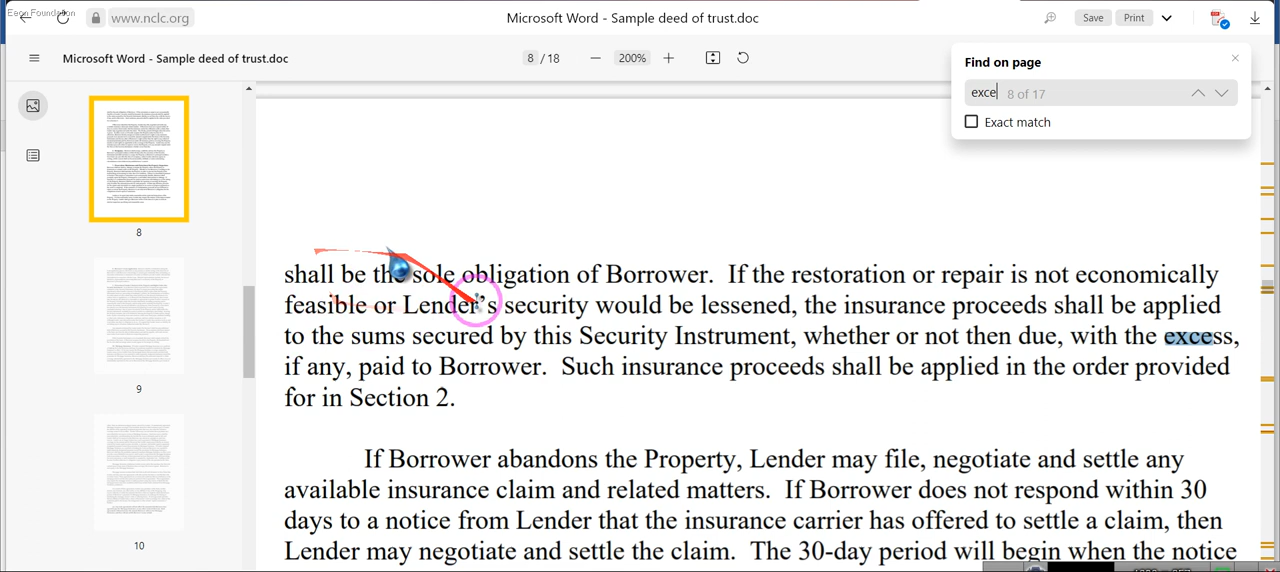 Eeon Foundation
www.nclc.org
Microsoft Word - Sample deed of trust.doc
Save
Print
Microsoft Word - Sample deed of trust.doc
8 / 18
200%
Find on page
exce 8 of 17
Exact match
8
9
10
shall be the sole obligation of Borrower. If the restoration or repair is not economically
feasible or Lender's security would be lessened, the insurance proceeds shall be applied
to the sums secured by this Security Instrument, whether or not then due, with the excess,
if any, paid to Borrower. Such insurance proceeds shall be applied in the order provided
for in Section 2.
If Borrower abandons the Property, Lender may file, negotiate and settle any
available insurance claim and related matters. If Borrower does not respond within 30
days to a notice from Lender that the insurance carrier has offered to settle a claim, then
Lender may negotiate and settle the claim. The 30-day period will begin when the notice